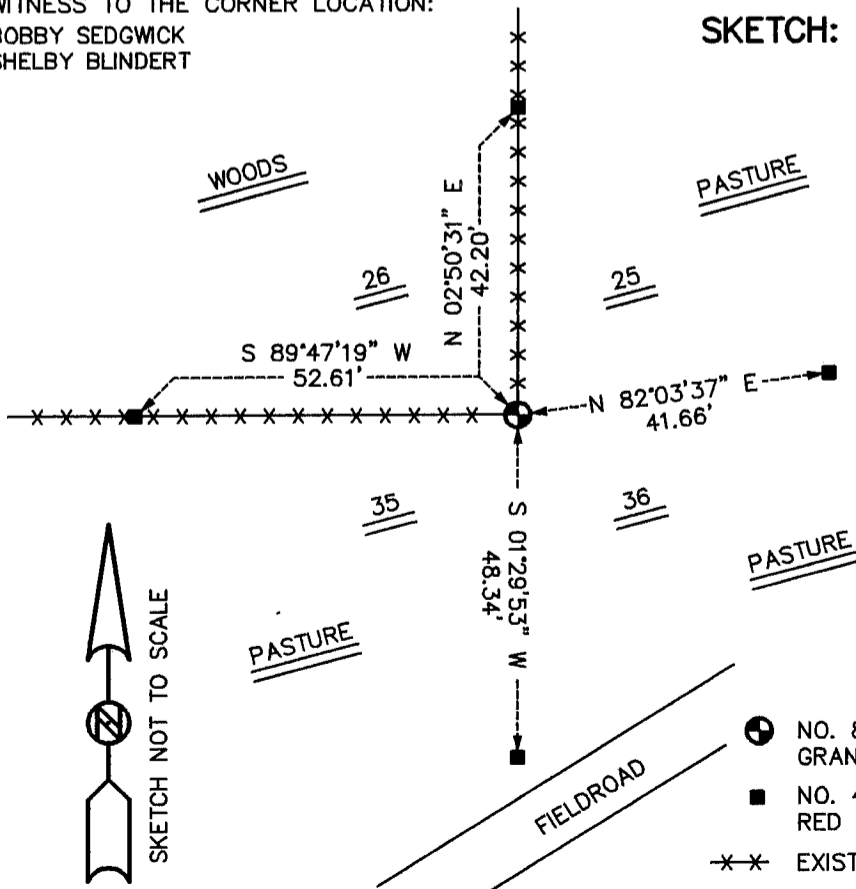 WITNESS TO THE CORNER LOCATION:
BOBBY SEDGWICK
SHELBY BLINDERT
SKETCH:
WOODS
PASTURE
N 02°50'31" E
42.20'
26
25
S 89°47'19" W
52.61'
N 82°03'37" E
41.66'
35
36
S 01°29'53" W
48.34'
PASTURE
PASTURE
SKETCH NOT TO SCALE
N
FIELDROAD
NO. 8
GRAN
NO. 4
RED
EXIST